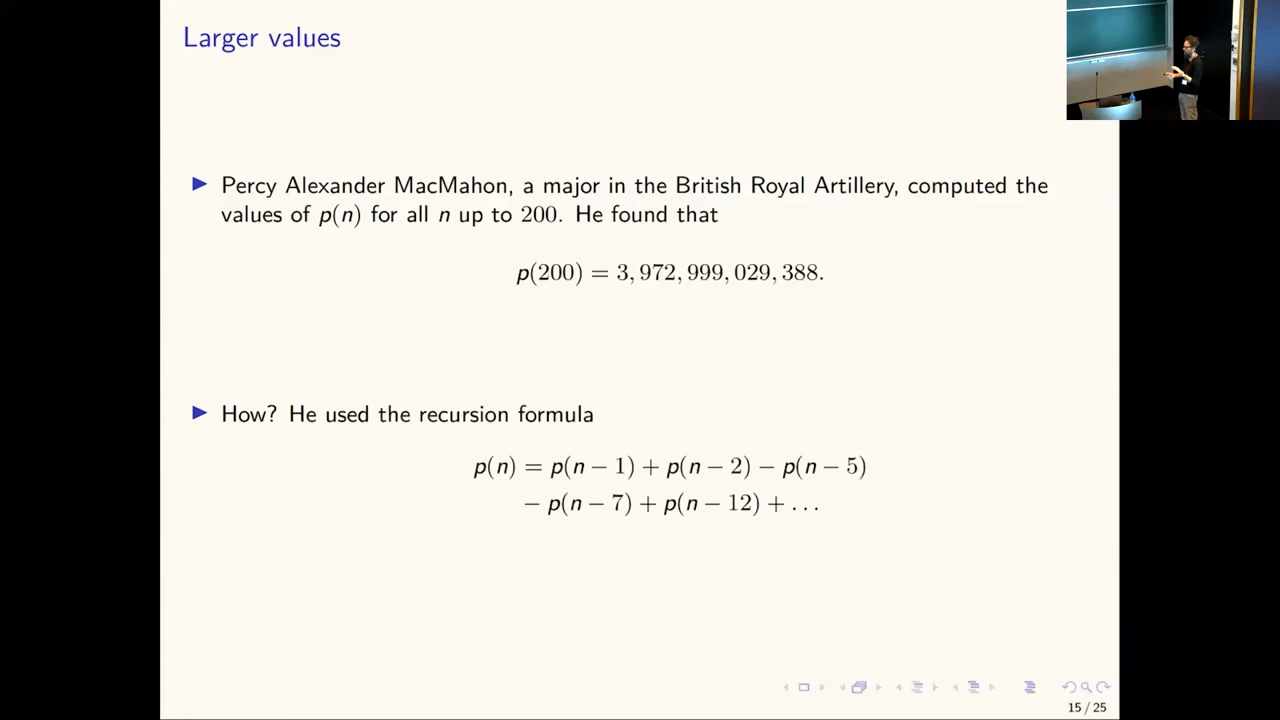 Larger values
▶ Percy Alexander MacMahon, a major in the British Royal Artillery, computed the
values of p(n) for all n up to 200. He found that
p(200) = 3, 972, 999, 029, 388.
▶ How? He used the recursion formula
p(n) = p(n − 1) + p(n − 2) − p(n − 5)
− p(n − 7) + p(n − 12) + . . .
15 / 25